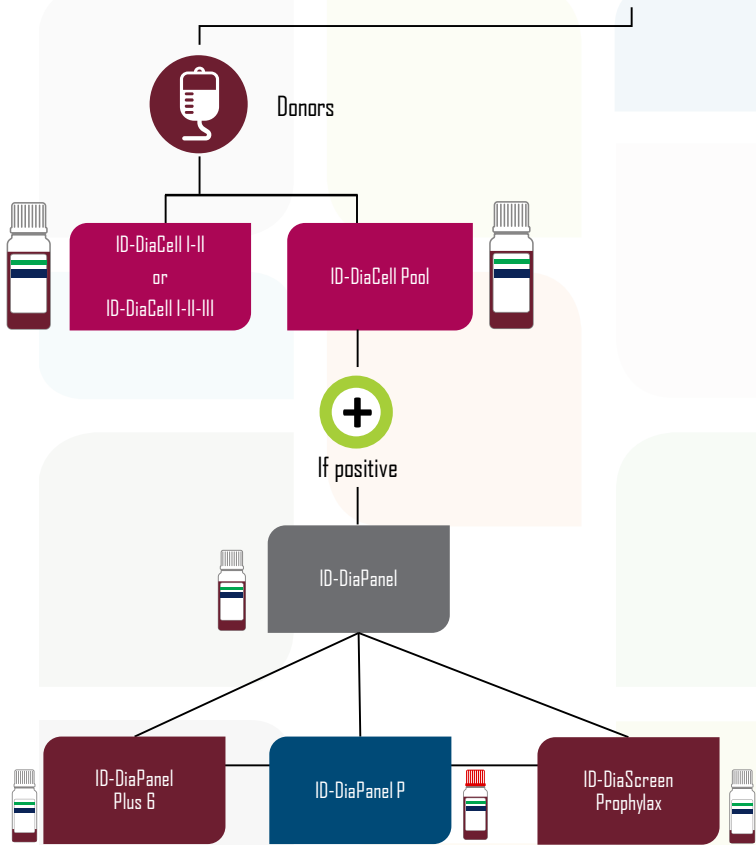 Donors
ID-DiaCell I-II
or
ID-DiaCell I-II-III
ID-DiaCell Pool
If positive
ID-DiaPanel
ID-DiaPanel
Plus 6
ID-DiaPanel P
ID-DiaScreen
Prophylax